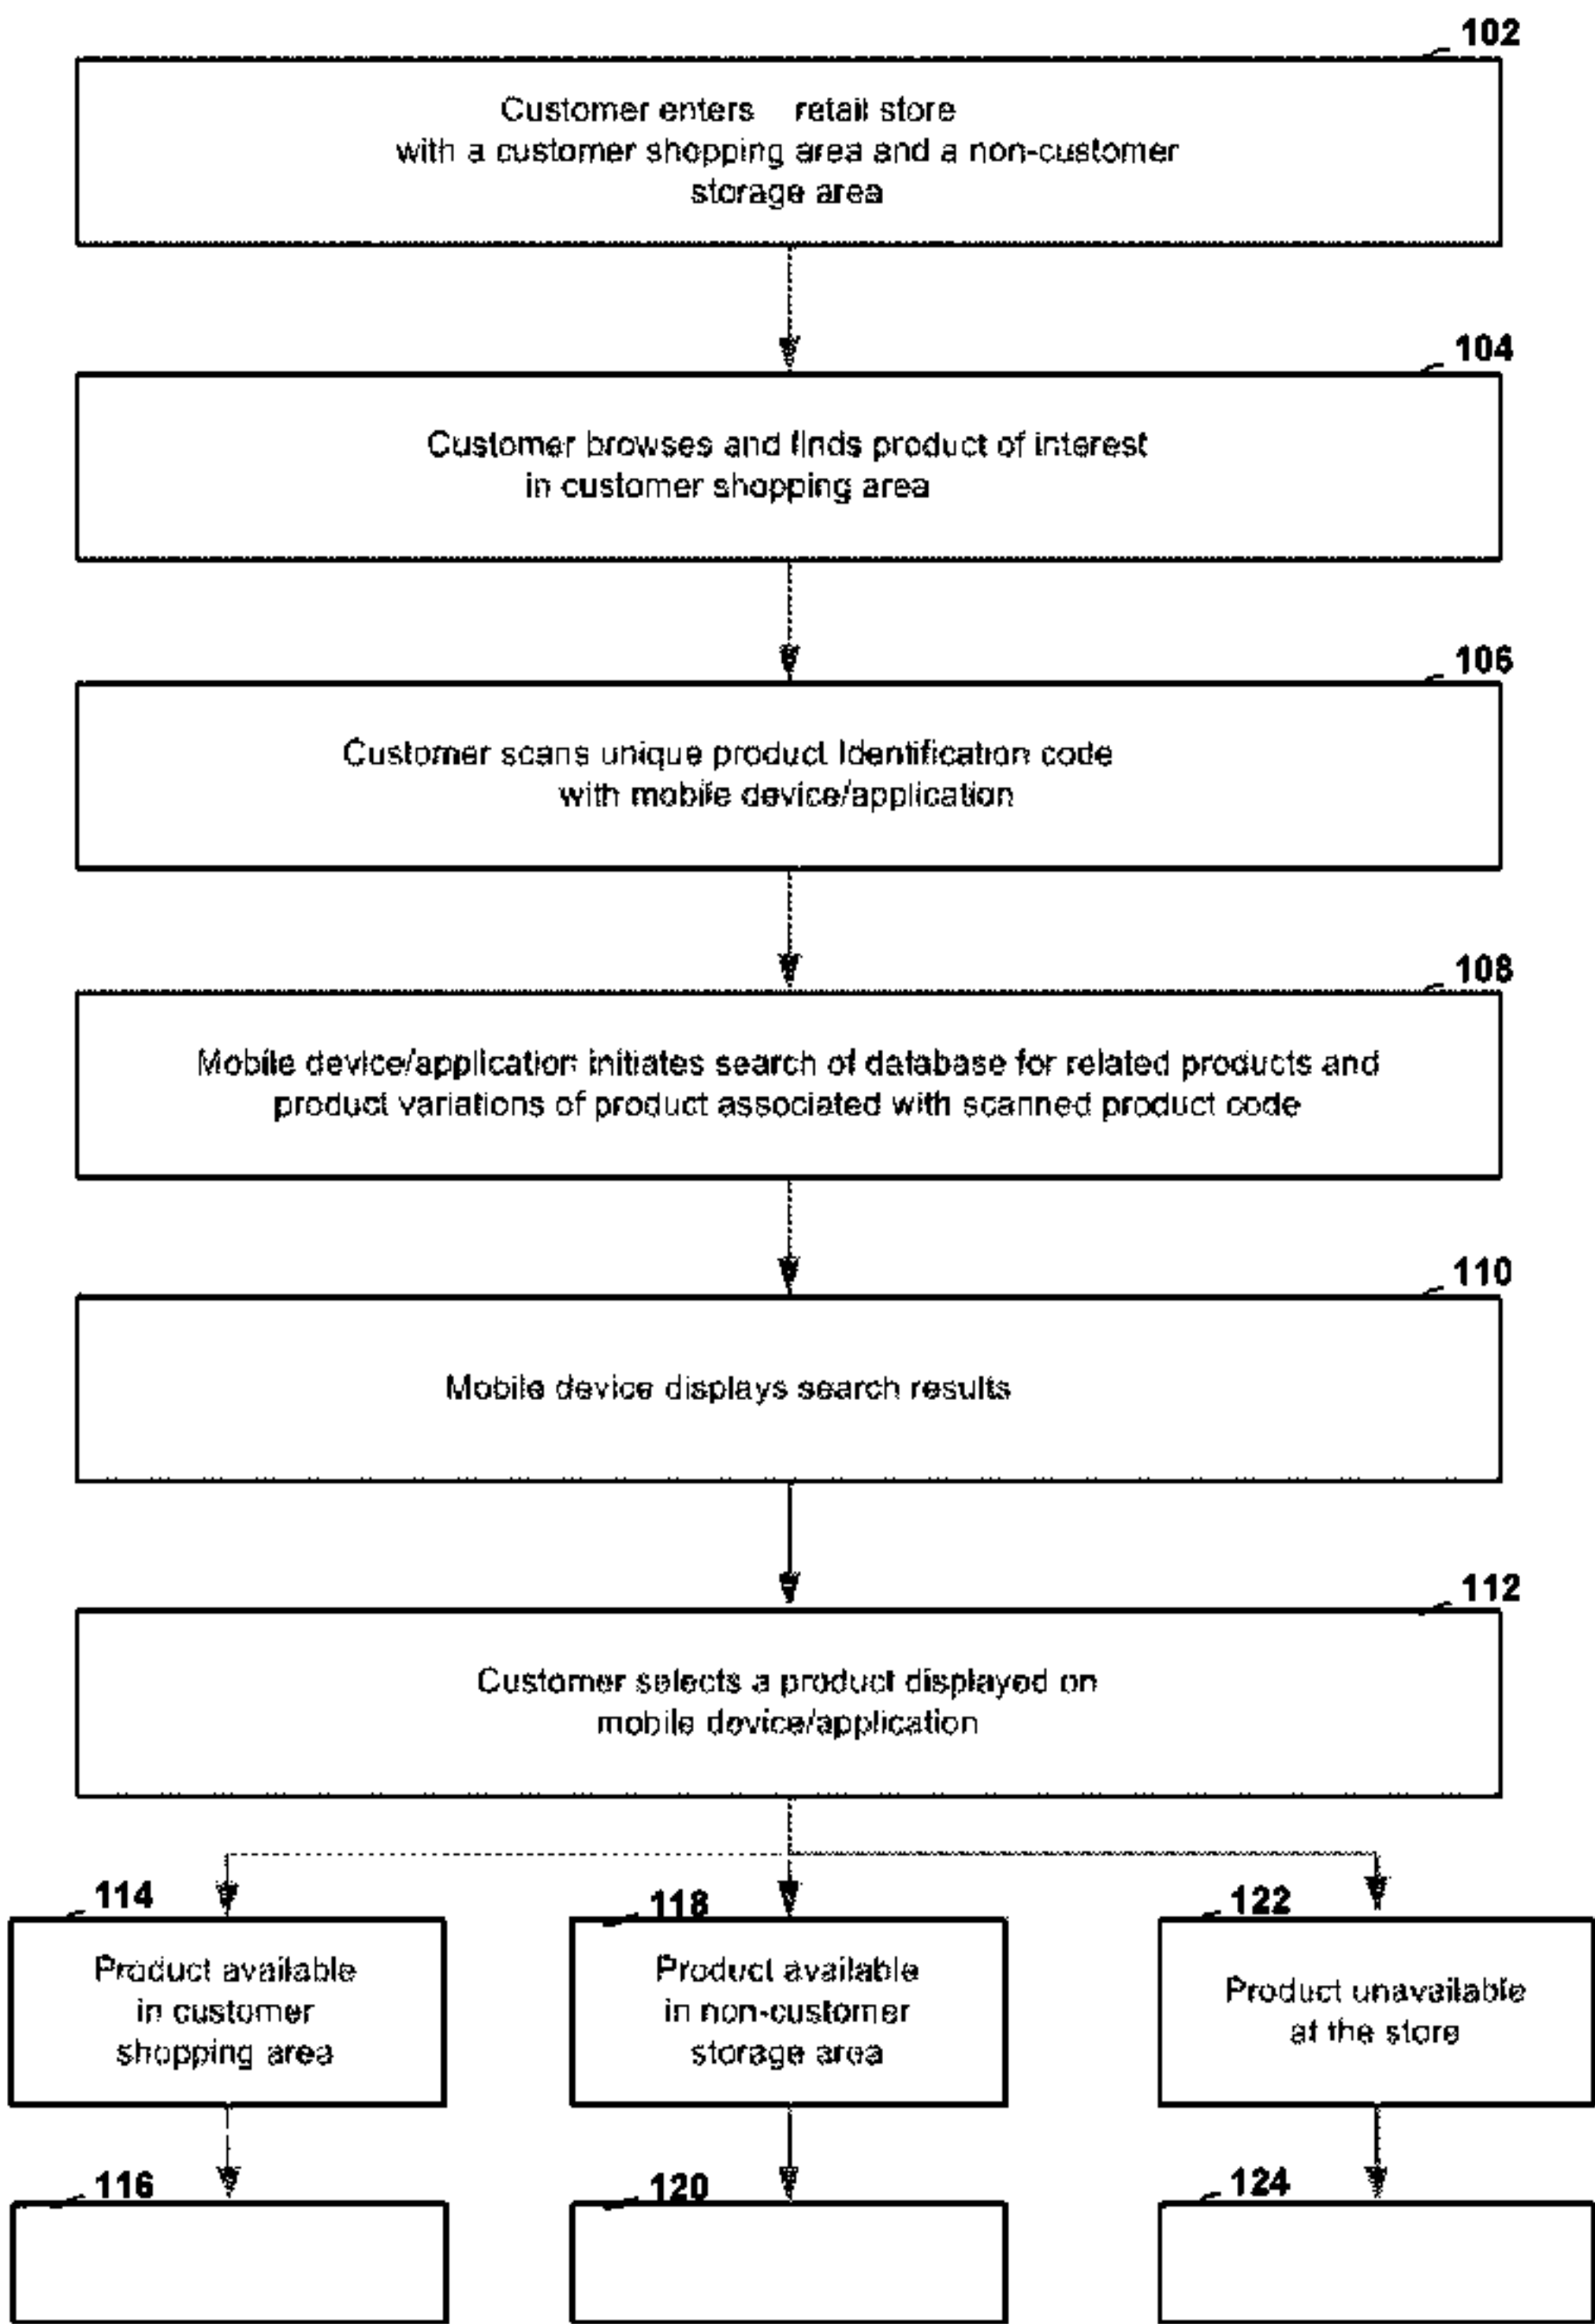 102
Customer enters retail store
with a customer shopping area and a non-customer
storage area
104
Customer browses and finds product of interest
in customer shopping area
106
Customer scans unique product Identification code
with mobile device/application
108
Mobile device/application initiates search of database for related products and
product variations of product associated with scanned product code
110
Mobile device displays search results
112
Customer selects a product displayed on
mobile device/application
114
Product available
in customer
shopping area
118
Product available
in non-customer
storage area
122
Product unavailable
at the store
116
120
124